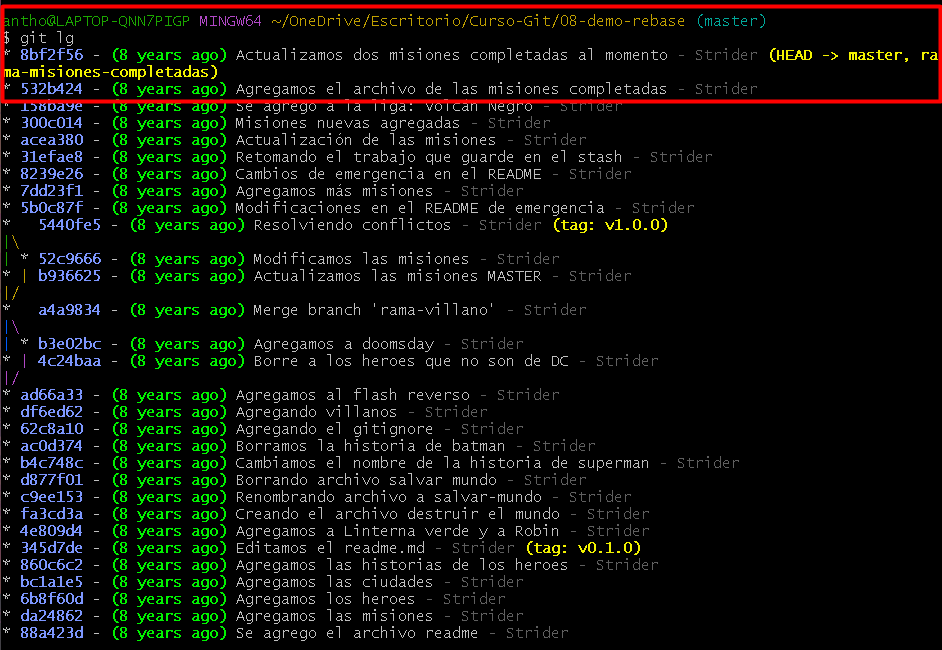 antho@LAPTOP-QNN7PIGP MINGW64 ~/OneDrive/Escritorio/Curso-Git/08-demo-rebase (master)
$ git lg
* 8bf2f56 - (8 years ago) Actualizamos dos misiones completadas al momento - Strider (HEAD -> master, ra
ma-misiones-completadas)
* 532b424 - (8 years ago) Agregamos el archivo de las misiones completadas - Strider
* 158ba9e - (8 years ago) Se agrego a la liga: Volcán Negro - Strider
* 300c014 - (8 years ago) Misiones nuevas agregadas - Strider
* acea380 - (8 years ago) Actualización de las misiones - Strider
* 31efae8 - (8 years ago) Retomando el trabajo que guarde en el stash - Strider
* 8239e26 - (8 years ago) Cambios de emergencia en el README - Strider
* 7dd23f1 - (8 years ago) Agregamos más misiones - Strider
* 5b0c87f - (8 years ago) Modificaciones en el README de emergencia - Strider
*   5440fe5 - (8 years ago) Resolviendo conflictos - Strider (tag: v1.0.0)
|\
| * 52c9666 - (8 years ago) Modificamos las misiones - Strider
* | b936625 - (8 years ago) Actualizamos las misiones MASTER - Strider
|/
*   a4a9834 - (8 years ago) Merge branch 'rama-villano' - Strider
|\
| * b3e02bc - (8 years ago) Agregamos a doomsday - Strider
* | 4c24baa - (8 years ago) Borre a los heroes que no son de DC - Strider
|/
* ad66a33 - (8 years ago) Agregamos al flash reverso - Strider
* df6ed62 - (8 years ago) Agregando villanos - Strider
* 62c8a10 - (8 years ago) Agregando el gitignore - Strider
* ac0d374 - (8 years ago) Borramos la historia de batman - Strider
* b4c748c - (8 years ago) Cambiamos el nombre de la historia de superman - Strider
* d877f01 - (8 years ago) Borrando archivo salvar mundo - Strider
* c9ee153 - (8 years ago) Renombrando archivo a salvar-mundo - Strider
* fa3cd3a - (8 years ago) Creando el archivo destruir el mundo - Strider
* 4e809d4 - (8 years ago) Agregamos a Linterna verde y a Robin - Strider
* 345d7de - (8 years ago) Editamos el readme.md - Strider (tag: v0.1.0)
* 860c6c2 - (8 years ago) Agregamos las historias de los heroes - Strider
* bc1a1e5 - (8 years ago) Agregamos las ciudades - Strider
* 6b8f60d - (8 years ago) Agregamos los heroes - Strider
* da24862 - (8 years ago) Agregamos las misiones - Strider
* 88a423d - (8 years ago) Se agrego el archivo readme - Strider